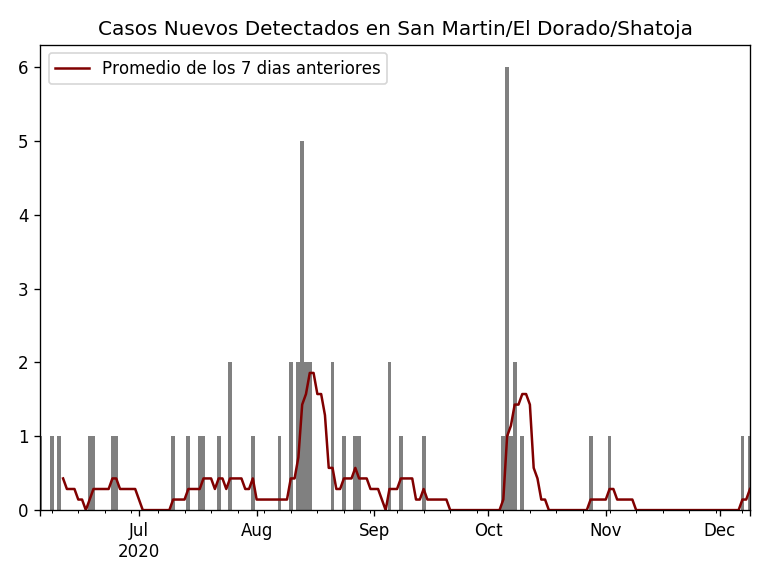 Casos Nuevos Detectados en San Martin/El Dorado/Shatoja
Promedio de los 7 dias anteriores
6
5
4
3
2
1
0
Jul
2020
Aug
Sep
Oct
Nov
Dec